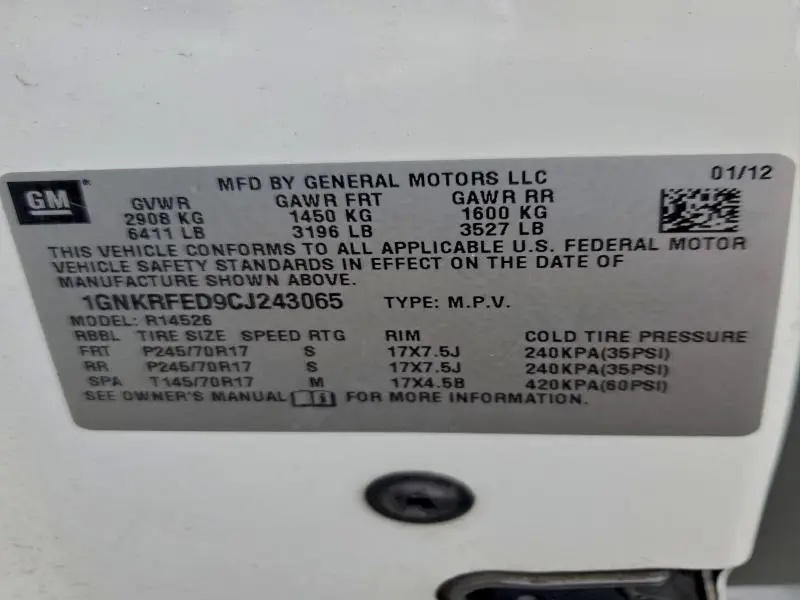 GM
MFD BY GENERAL MOTORS LLC 01/12
GVWR GAWR FRT GAWR RR
2908 KG 1450 KG 1600 KG
6411 LB 3196 LB 3527 LB
THIS VEHICLE CONFORMS TO ALL APPLICABLE U.S. FEDERAL MOTOR
VEHICLE SAFETY STANDARDS IN EFFECT ON THE DATE OF
MANUFACTURE SHOWN ABOVE.
1GNKRFED9CJ243065 TYPE: M.P.V.
MODEL: R14526
RBBL TIRE SIZE SPEED RTG RIM COLD TIRE PRESSURE
FRT P245/70R17 S 17X7.5J 240KPA(35PSI)
RR P245/70R17 S 17X7.5J 240KPA(35PSI)
SPA T145/70R17 M 17X4.5B 420KPA(60PSI)
SEE OWNER'S MANUAL FOR MORE INFORMATION.